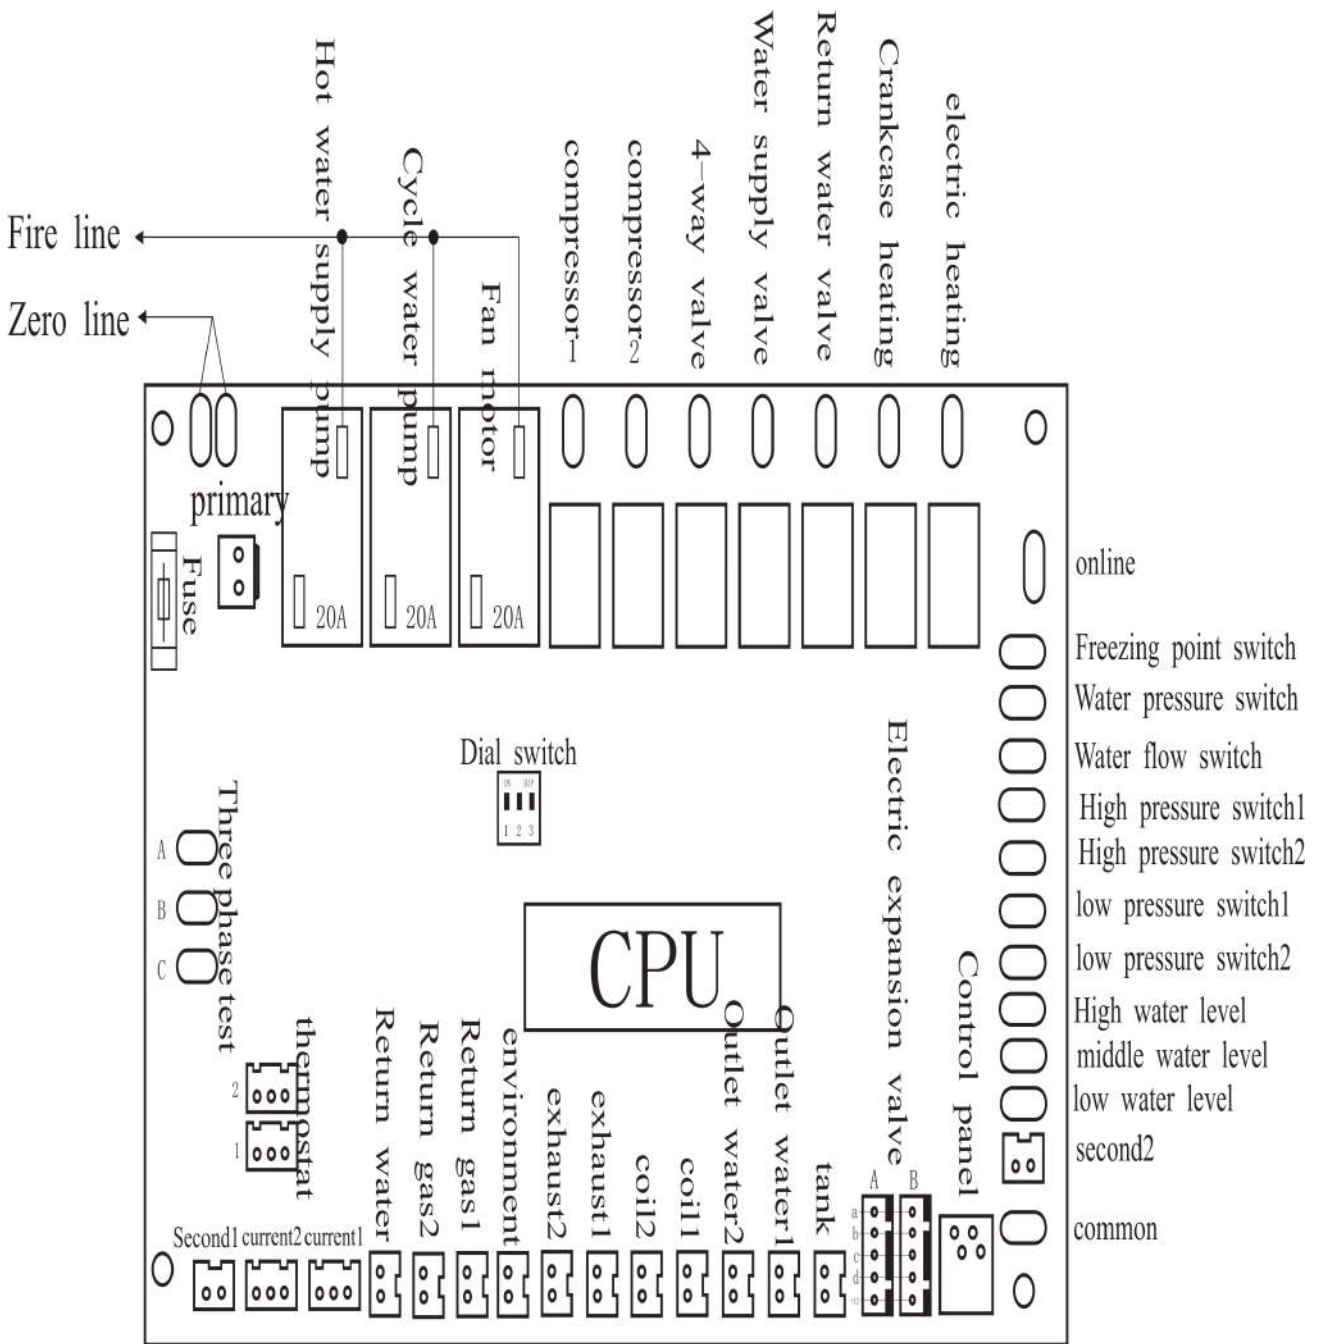 Hot water supply pump
Cycle water pump
Fan motor
compressor1
compressor2
4-way valve
Water supply valve
Return water valve
Crankcase heating
electric heating
Fire line
Zero line
primary
Fuse
20A
20A
20A
online
Freezing point switch
Water pressure switch
Water flow switch
High pressure switch1
High pressure switch2
low pressure switch1
low pressure switch2
High water level
middle water level
low water level
second2
common
Dial switch
ON DIP
1 2 3
Three phase test
A
B
C
CPU
thermostat
2
1
Electric expansion valve
A B
a
b
c
d
Control panel
Second1
current2
current1
Return water
Return gas2
Return gas1
environment
exhaust2
exhaust1
coil2
coil1
Outlet water2
Outlet water1
tank